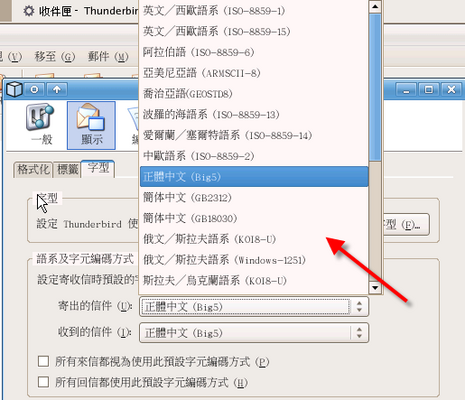 收件匣 - Thunderbir
(V) 移至(G) 郵件(M)
英文／西歐語系 (ISO-8859-1)
英文／西歐語系 (ISO-8859-15)
阿拉伯語 (ISO-8859-6)
亞美尼亞語 (ARMSCII-8)
喬治亞語(GEOSTD8)
波羅的海語系 (ISO-8859-13)
愛爾蘭／塞爾特語系 (ISO-8859-14)
中歐語系 (ISO-8859-2)
正體中文 (Big5)
簡体中文 (GB2312)
簡体中文 (GB18030)
俄文／斯拉夫語系 (KOI8-U)
俄文／斯拉夫語系 (Windows-1251)
斯拉夫／烏克蘭語系 (KOI8-U)
一般 顯示
格式化 標籤 字型
字型
設定 Thunderbird 使 型(F)...
語系及字元編碼方式
設定寄收信時預設的字
寄出的信件 (U): 正體中文 (Big5)
收到的信件 (I): 正體中文 (Big5)
所有來信都視為使用此預設字元編碼方式 (P)
所有回信都使用此預設字元編碼方式 (H)